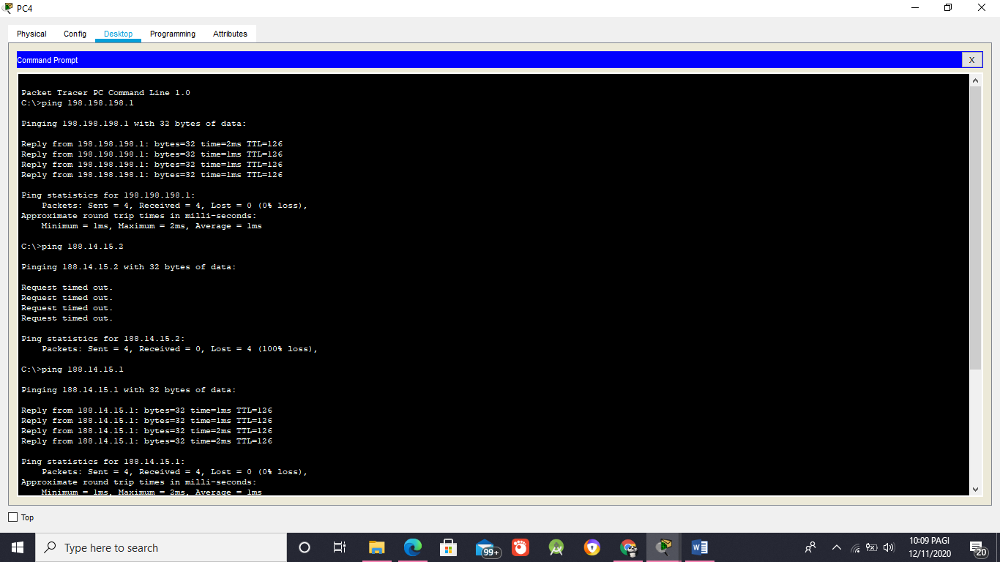 PC4
Physical Config Desktop Programming Attributes
Command Prompt
X
Packet Tracer PC Command Line 1.0
C:\>ping 198.198.198.1
Pinging 198.198.198.1 with 32 bytes of data:
Reply from 198.198.198.1: bytes=32 time=2ms TTL=126
Reply from 198.198.198.1: bytes=32 time=1ms TTL=126
Reply from 198.198.198.1: bytes=32 time=1ms TTL=126
Reply from 198.198.198.1: bytes=32 time=1ms TTL=126
Ping statistics for 198.198.198.1:
Packets: Sent = 4, Received = 4, Lost = 0 (0% loss),
Approximate round trip times in milli-seconds:
Minimum = 1ms, Maximum = 2ms, Average = 1ms
C:\>ping 188.14.15.2
Pinging 188.14.15.2 with 32 bytes of data:
Request timed out.
Request timed out.
Request timed out.
Request timed out.
Ping statistics for 188.14.15.2:
Packets: Sent = 4, Received = 0, Lost = 4 (100% loss),
C:\>ping 188.14.15.1
Pinging 188.14.15.1 with 32 bytes of data:
Reply from 188.14.15.1: bytes=32 time=1ms TTL=126
Reply from 188.14.15.1: bytes=32 time=1ms TTL=126
Reply from 188.14.15.1: bytes=32 time=2ms TTL=126
Reply from 188.14.15.1: bytes=32 time=2ms TTL=126
Ping statistics for 188.14.15.1:
Packets: Sent = 4, Received = 4, Lost = 0 (0% loss),
Approximate round trip times in milli-seconds:
Minimum = 1ms, Maximum = 2ms, Average = 1ms
Top
Type here to search
99+
10:09 PAGI
12/11/2020
20